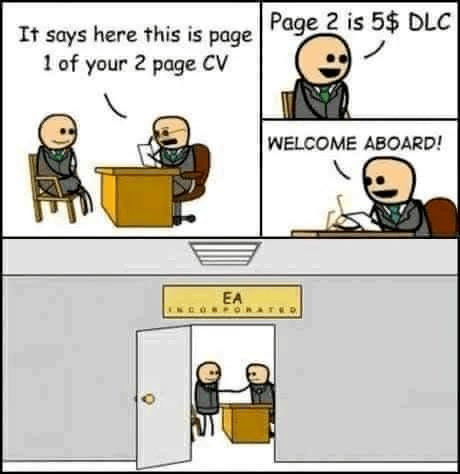 It says here this is page
1 of your 2 page CV
Page 2 is 5$ DLC
WELCOME ABOARD!
EA
INCORPORATED